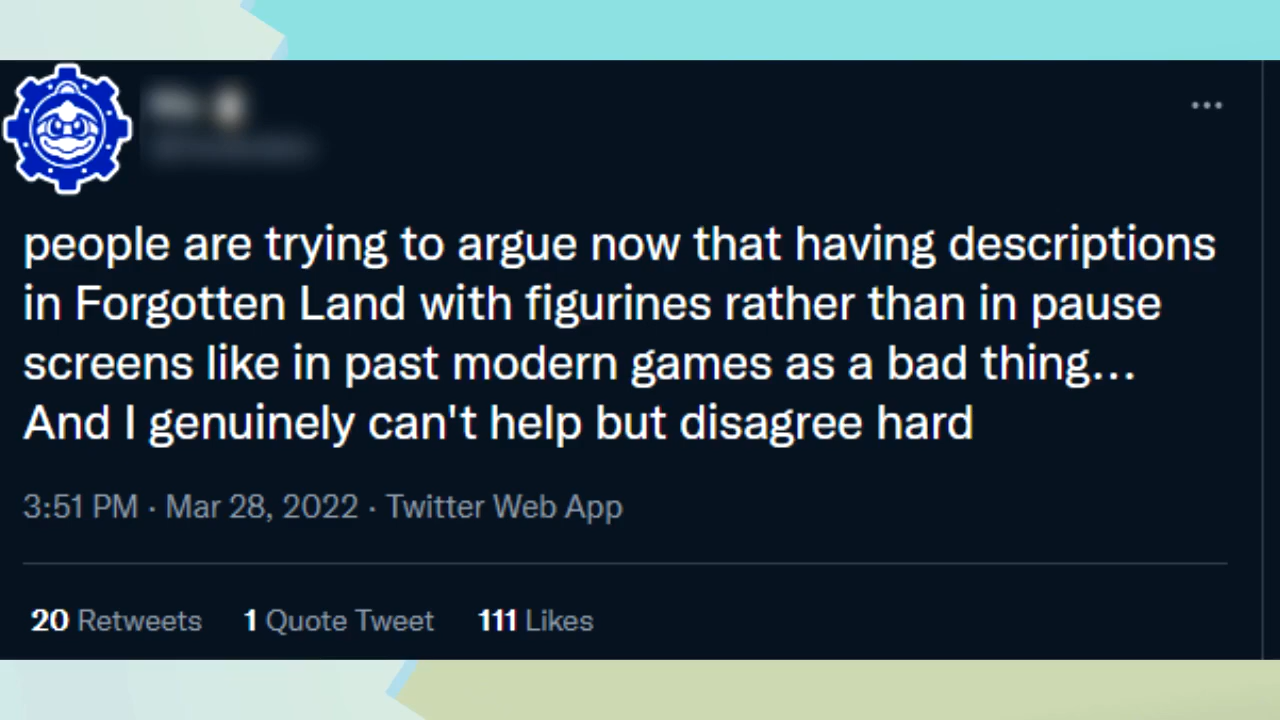 people are trying to argue now that having descriptions
in Forgotten Land with figurines rather than in pause
screens like in past modern games as a bad thing...
And I genuinely can't help but disagree hard
3:51 PM · Mar 28, 2022 · Twitter Web App
20 Retweets 1 Quote Tweet 111 Likes